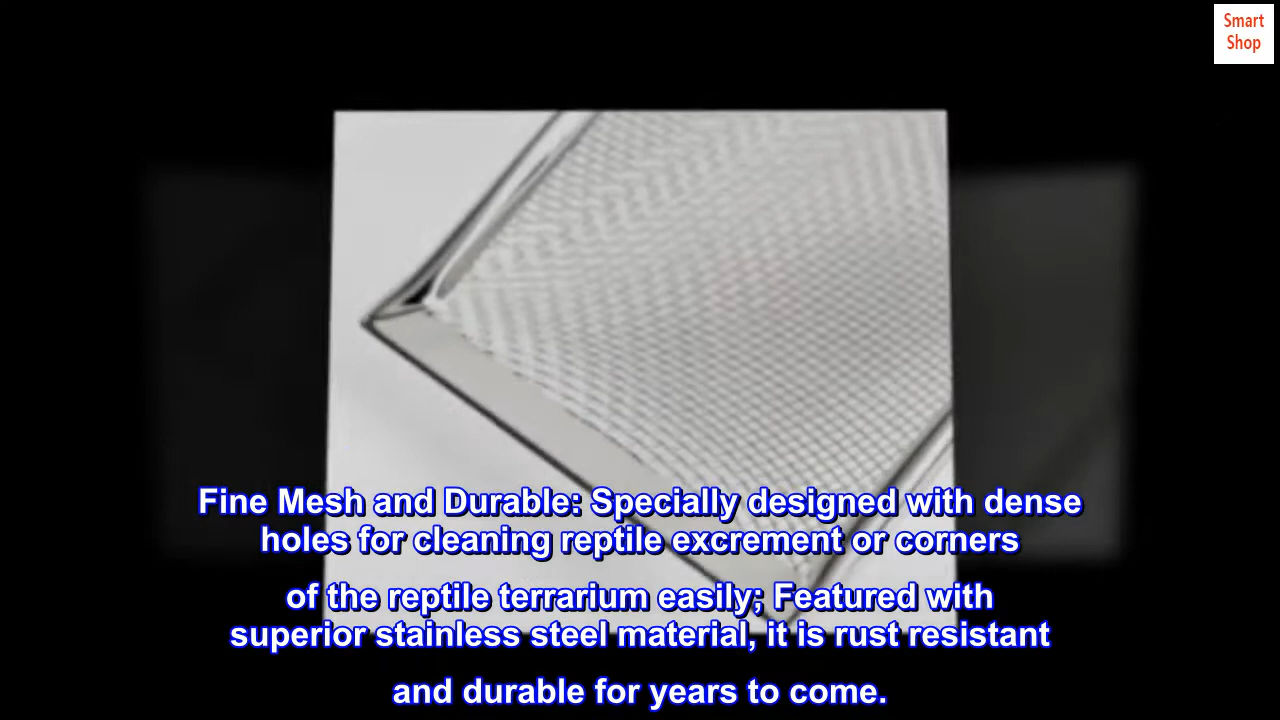 Smart
Shop
Fine Mesh and Durable: Specially designed with dense
holes for cleaning reptile excrement or corners
of the reptile terrarium easily; Featured with
superior stainless steel material, it is rust resistant
and durable for years to come.